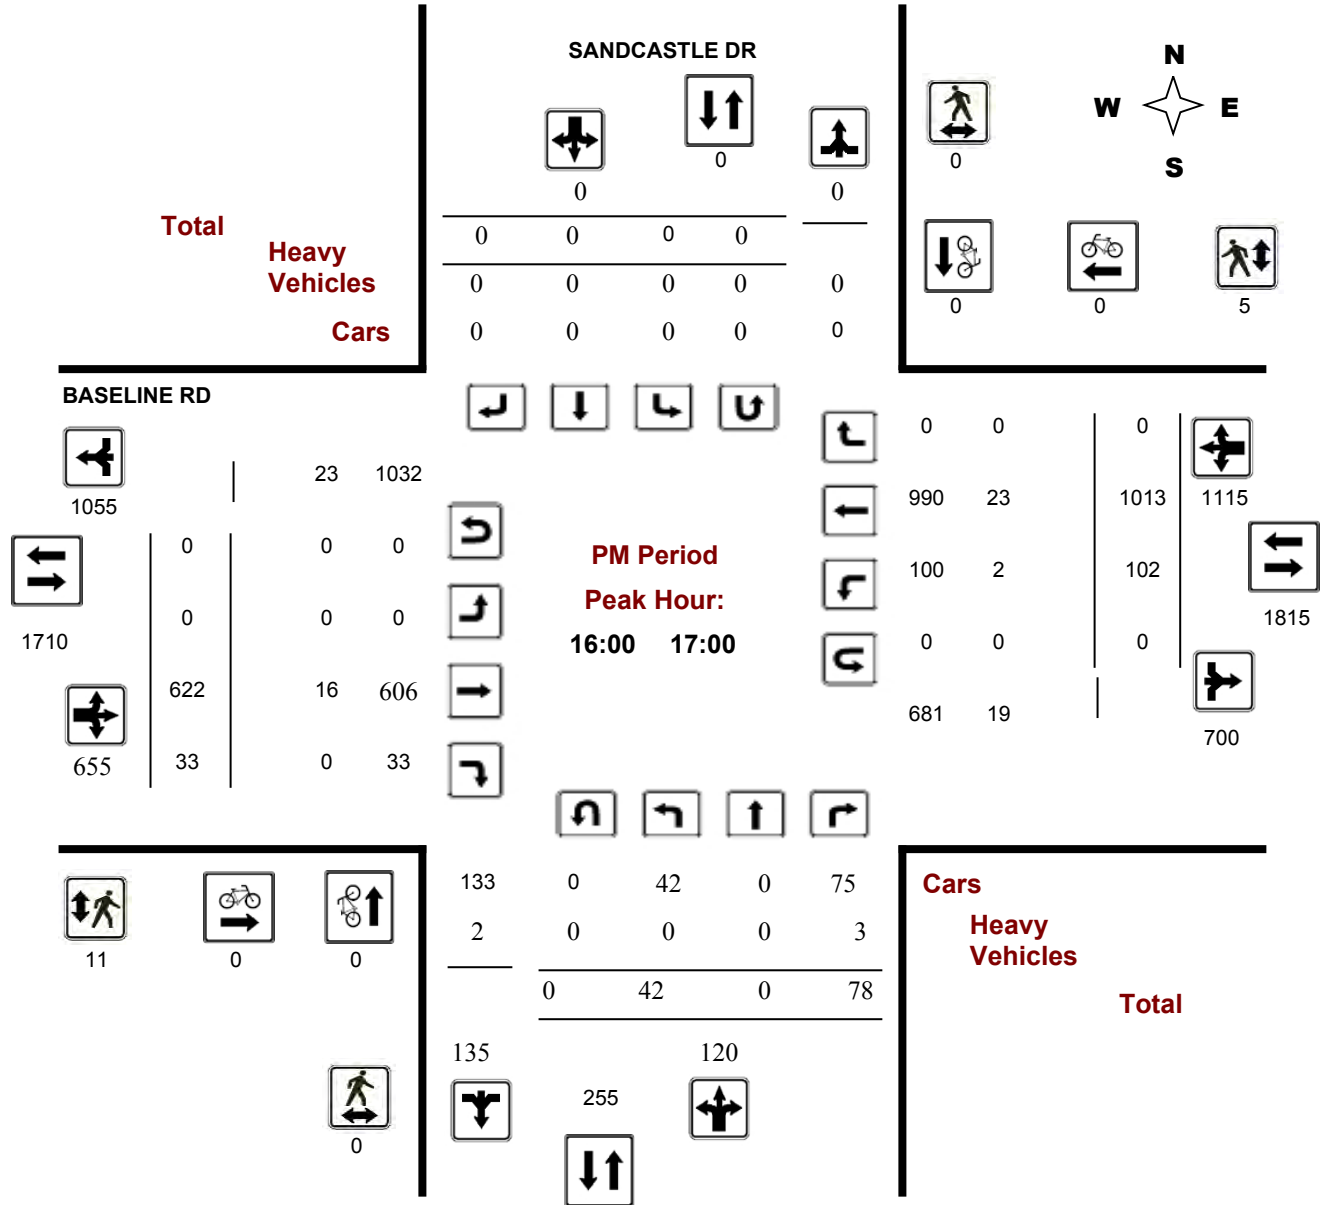 SANDCASTLE DR
N
W E
S
0
0
0 0
Total
0 0 0 0
Heavy
Vehicles
0 0 0 0 0
0 0 5
Cars
0 0 0 0 0
BASELINE RD
0 0 0
23 1032
1055
990 23 1013 1115
0 0 0
PM Period
100 2 102
Peak Hour:
0 0 0
1710
16:00 17:00
0 0 0
1815
622 16 606
681 19
700
655 33 0 33
133 0 42 0 75
Cars
2 0 0 0 3
Heavy
Vehicles
11 0 0
0 42 0 78
Total
135 120
255
0